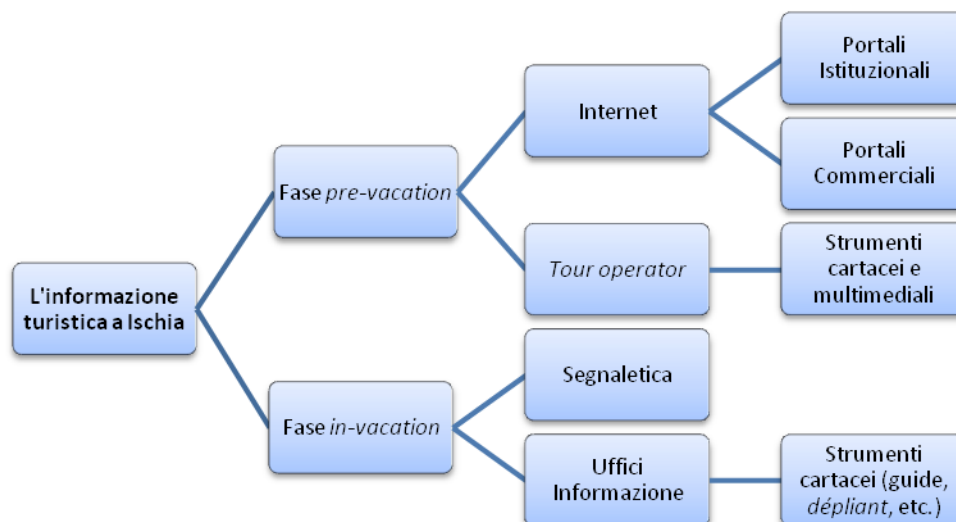 L'informazione
turistica a Ischia
Fase pre-vacation
Internet
Portali
Istituzionali
Portali
Commerciali
Tour operator
Strumenti
cartacei e
multimediali
Fase in-vacation
Segnaletica
Uffici
Informazione
Strumenti
cartacei (guide,
dépliant, etc.)